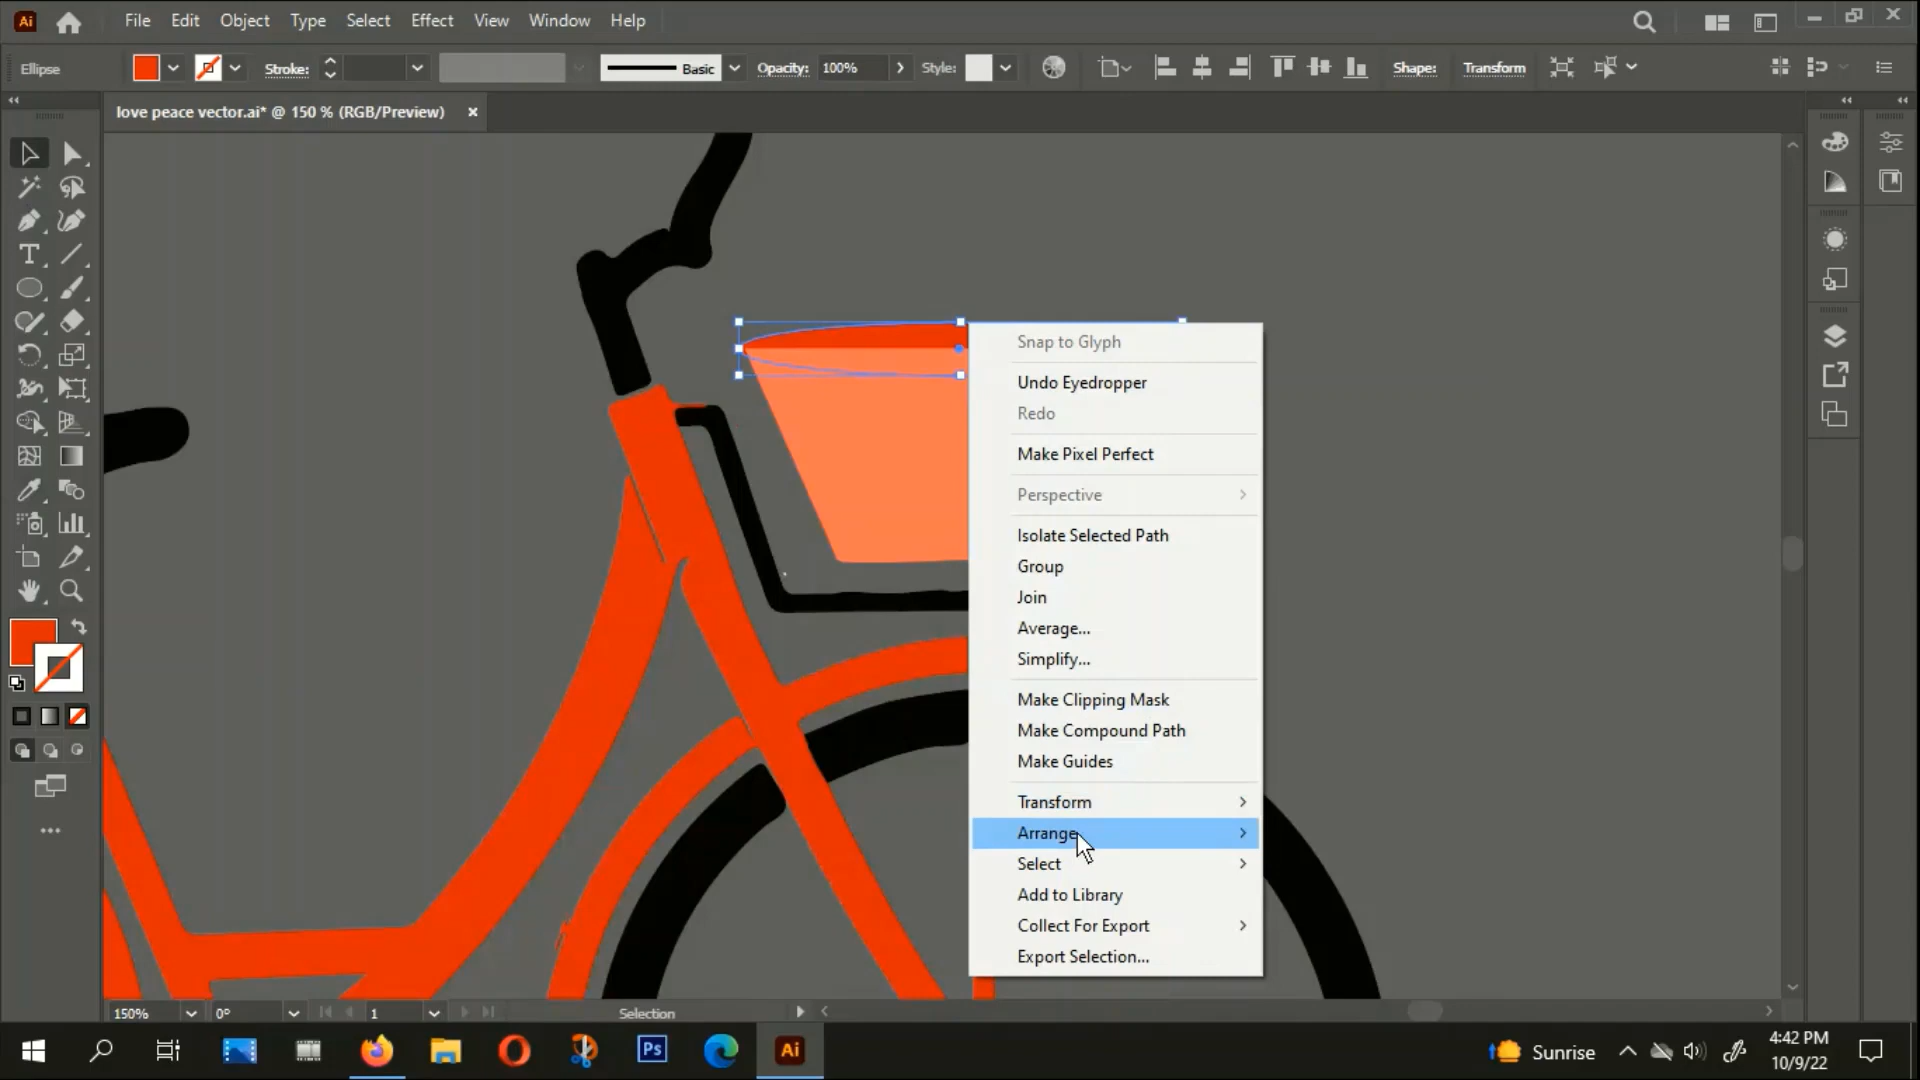 Ai File Edit Object Type Select Effect View Window Help
Ellipse Stroke: Basic Opacity: 100% Style: Shape: Transform
love peace vector.ai* @ 150 % (RGB/Preview) ×
Snap to Glyph
Undo Eyedropper
Redo
Make Pixel Perfect
Perspective
Isolate Selected Path
Group
Join
Average...
Simplify...
Make Clipping Mask
Make Compound Path
Make Guides
Transform
Arrange
Select
Add to Library
Collect For Export
Export Selection...
150% 0° 1 Selection
Ps Ai Sunrise 4:42 PM
10/9/22